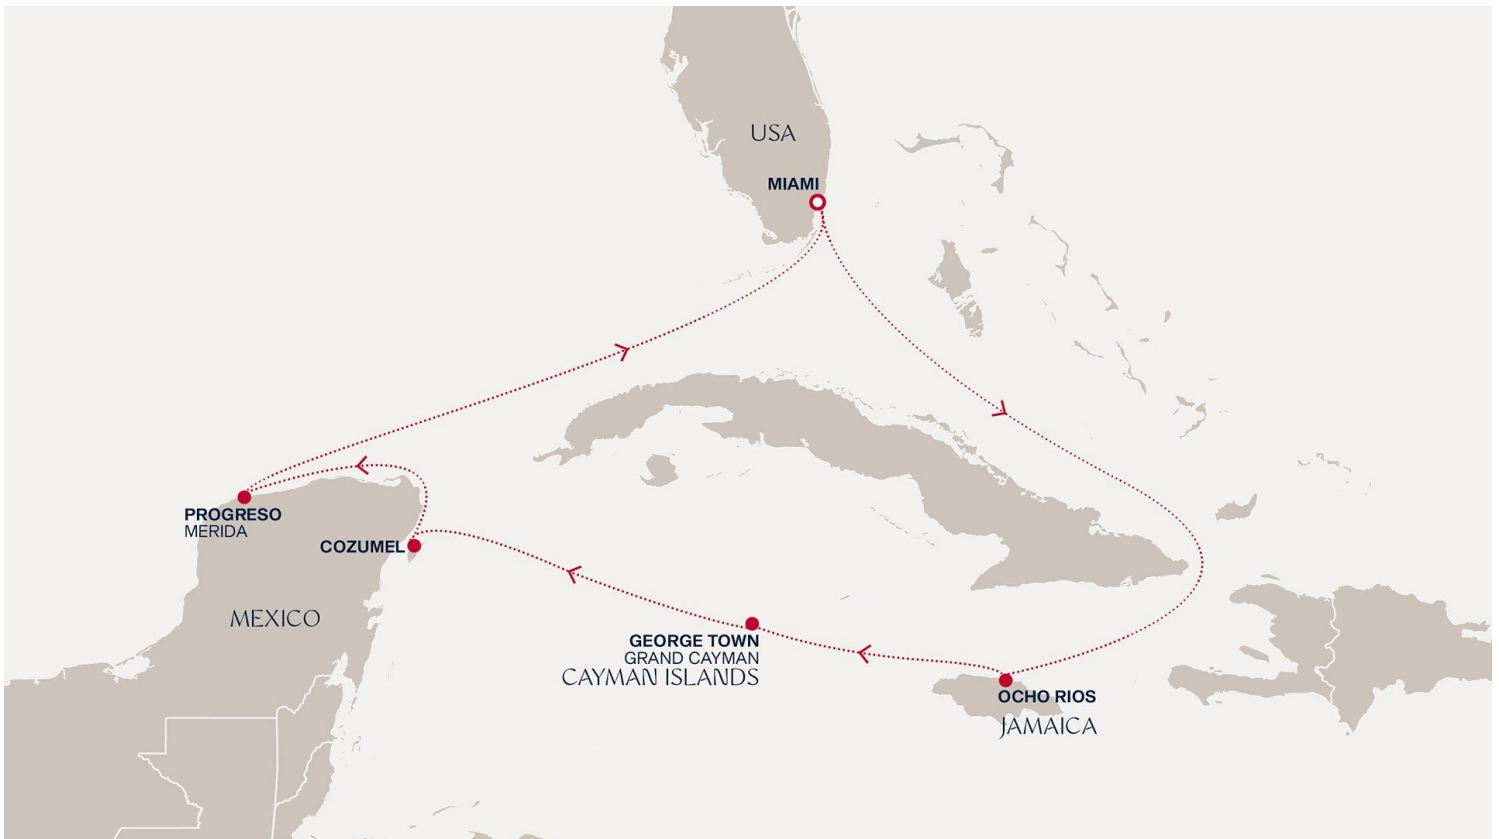 USA
MIAMI
PROGRESO
MERIDA
COZUMEL
MEXICO
GEORGE TOWN
GRAND CAYMAN
CAYMAN ISLANDS
OCHO RIOS
JAMAICA